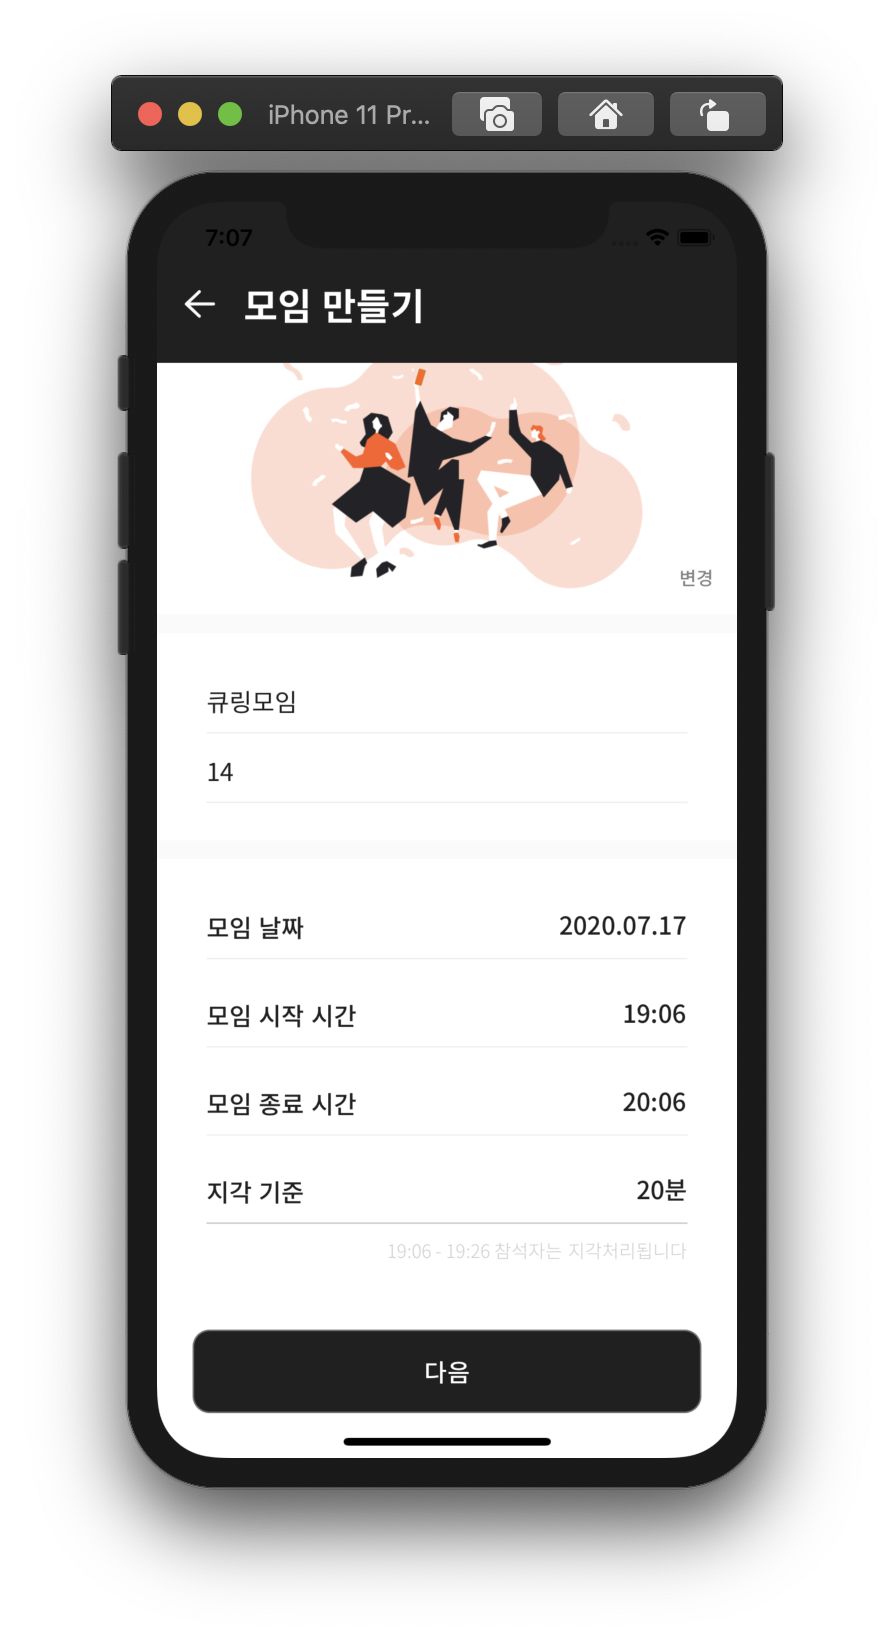 iPhone 11 Pr...
7:07
모임 만들기
변경
큐링모임
14
모임 날짜 2020.07.17
모임 시작 시간 19:06
모임 종료 시간 20:06
지각 기준 20분
19:06 - 19:26 참석자는 지각처리됩니다
다음